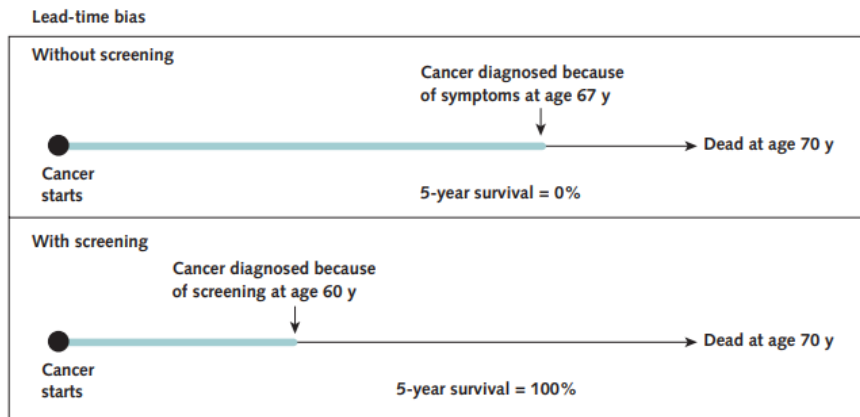 Lead-time bias
Without screening
Cancer diagnosed because
of symptoms at age 67 y
Dead at age 70 y
Cancer
starts
5-year survival = 0%
With screening
Cancer diagnosed because
of screening at age 60 y
Dead at age 70 y
Cancer
starts
5-year survival = 100%